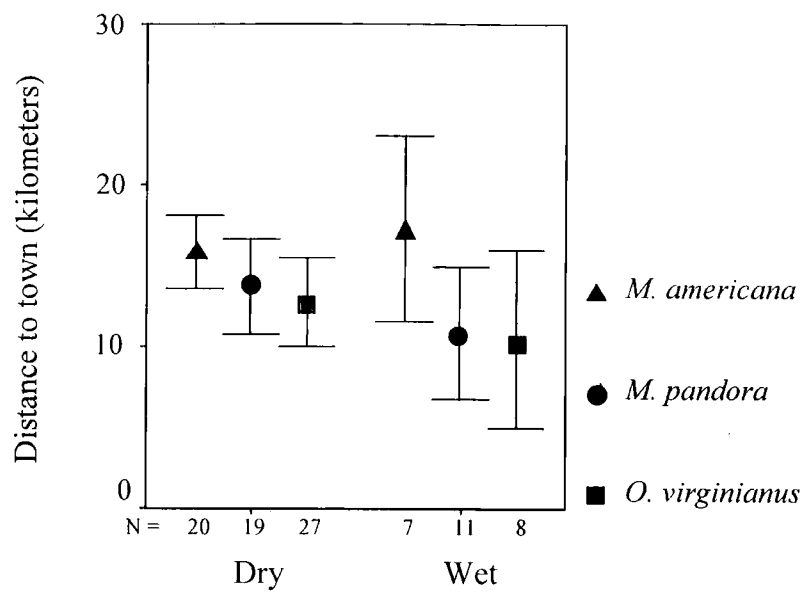 30
20
10
0
Distance to town (kilometers)
N = 20 19 27 7 11 8
Dry Wet
M. americana
M. pandora
O. virginianus